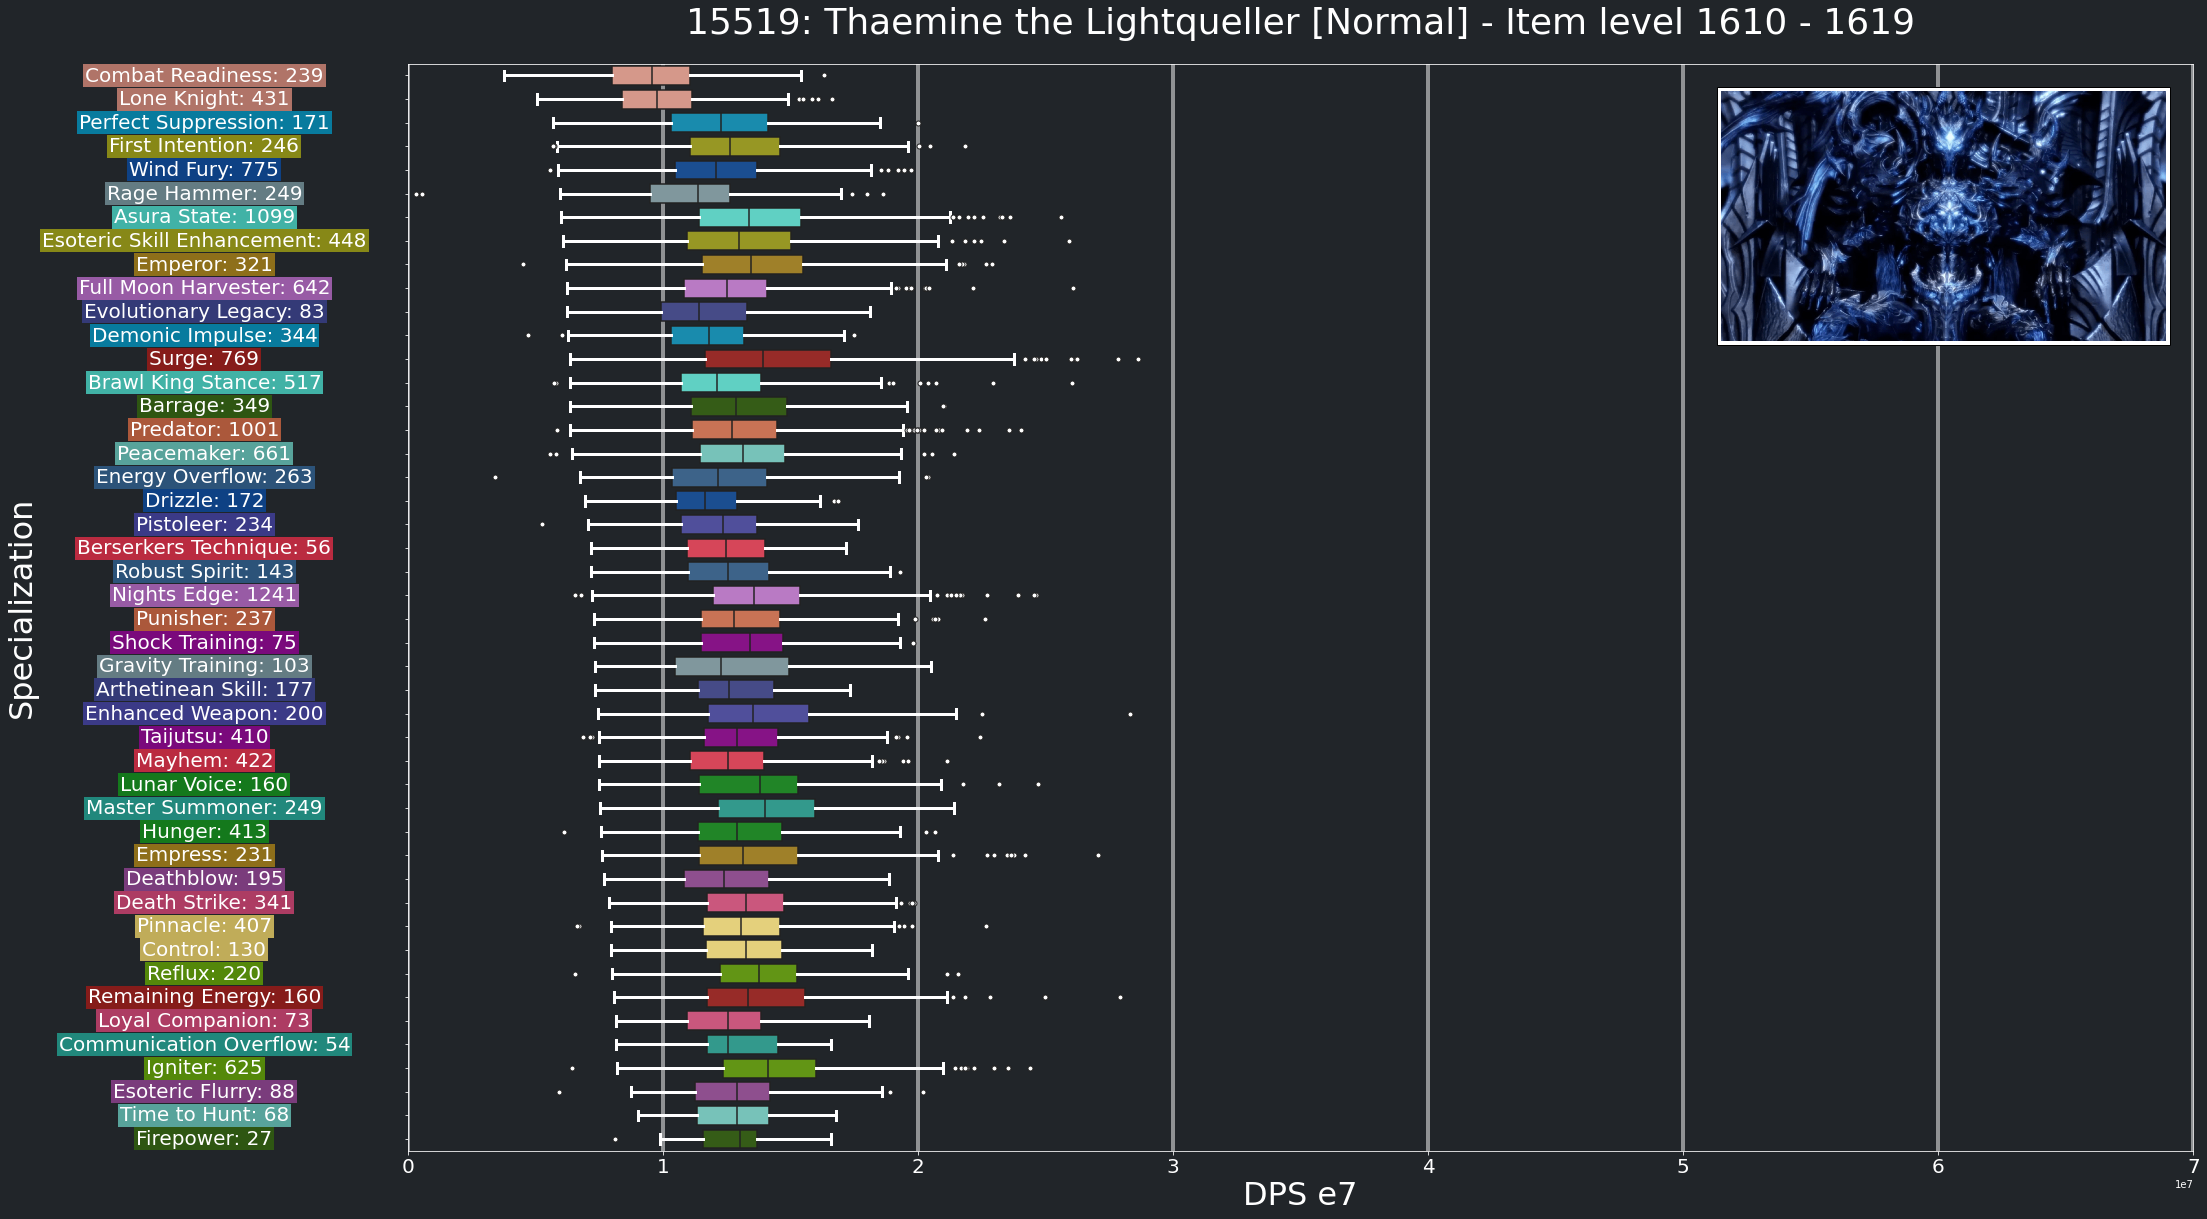 15519: Thaemine the Lightqueller [Normal] - Item level 1610 - 1619
Combat Readiness: 239
Lone Knight: 431
Perfect Suppression: 171
First Intention: 246
Wind Fury: 775
Rage Hammer: 249
Asura State: 1099
Esoteric Skill Enhancement: 448
Emperor: 321
Full Moon Harvester: 642
Evolutionary Legacy: 83
Demonic Impulse: 344
Surge: 769
Brawl King Stance: 517
Barrage: 349
Predator: 1001
Peacemaker: 661
Energy Overflow: 263
Drizzle: 172
Pistoleer: 234
Berserkers Technique: 56
Robust Spirit: 143
Nights Edge: 1241
Punisher: 237
Shock Training: 75
Gravity Training: 103
Arthetinean Skill: 177
Enhanced Weapon: 200
Taijutsu: 410
Mayhem: 422
Lunar Voice: 160
Master Summoner: 249
Hunger: 413
Empress: 231
Deathblow: 195
Death Strike: 341
Pinnacle: 407
Control: 130
Reflux: 220
Remaining Energy: 160
Loyal Companion: 73
Communication Overflow: 54
Igniter: 625
Esoteric Flurry: 88
Time to Hunt: 68
Firepower: 27
Specialization
0 1 2 3 4 5 6 7
1e7
DPS e7